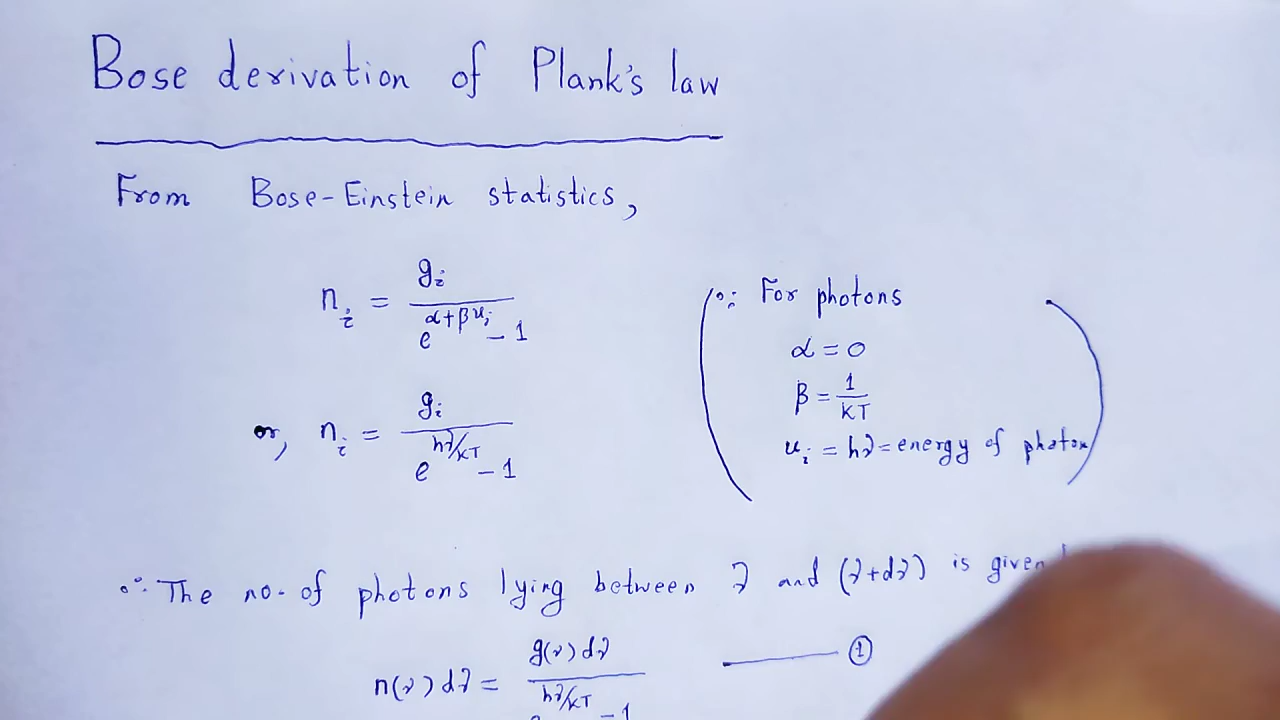 Bose derivation of Plank's law
From Bose-Einstein statistics,
n_i = g_i / (e^(α+βu_i) - 1)
(∵ For photons
α = 0
β = 1/KT
or, n_i = g_i / (e^(hν/KT) - 1)
u_i = hν = energy of photon)
∴ The no. of photons lying between ν and (ν+dν) is given
n(ν)dν = g(ν)dν / (e^(hν/KT) - 1) —— ①